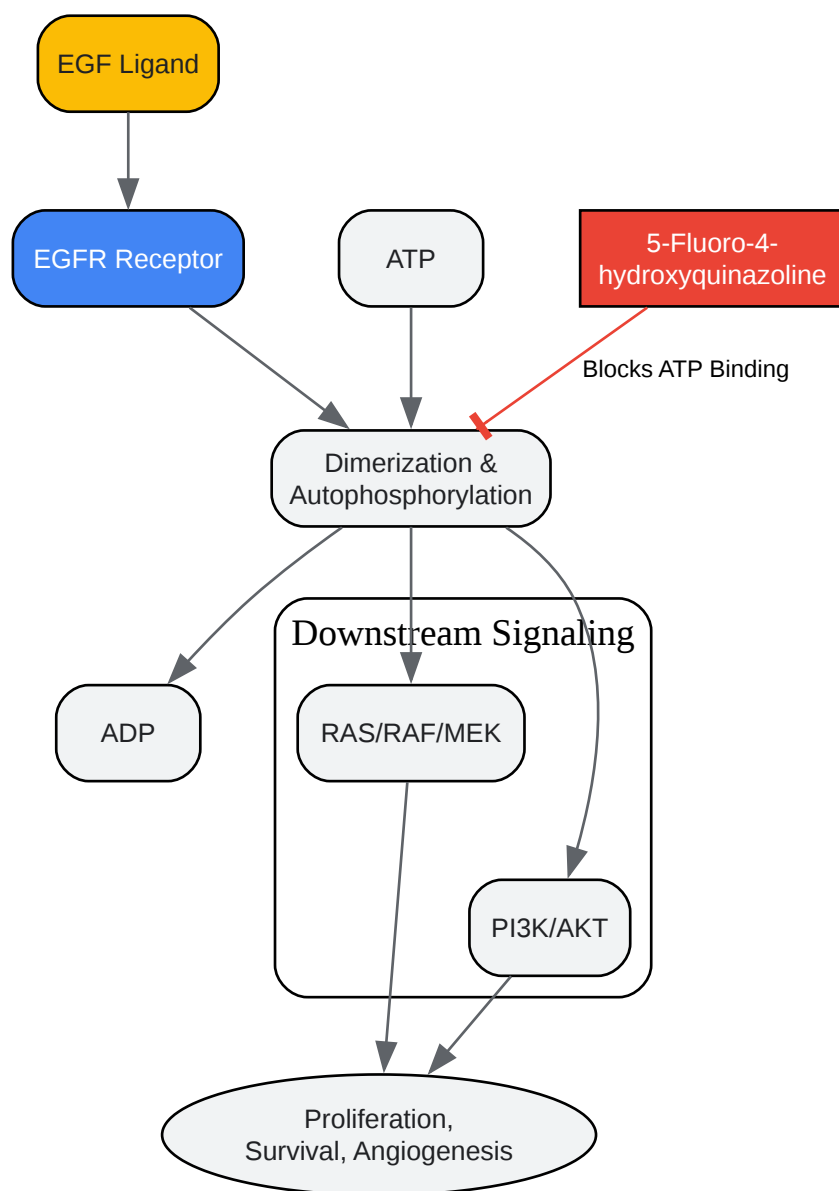 EGF Ligand
EGFR Receptor
ATP
5-Fluoro-4-
hydroxyquinazoline
Blocks ATP Binding
Dimerization &
Autophosphorylation
Downstream Signaling
ADP
RAS/RAF/MEK
PI3K/AKT
Proliferation,
Survival, Angiogenesis